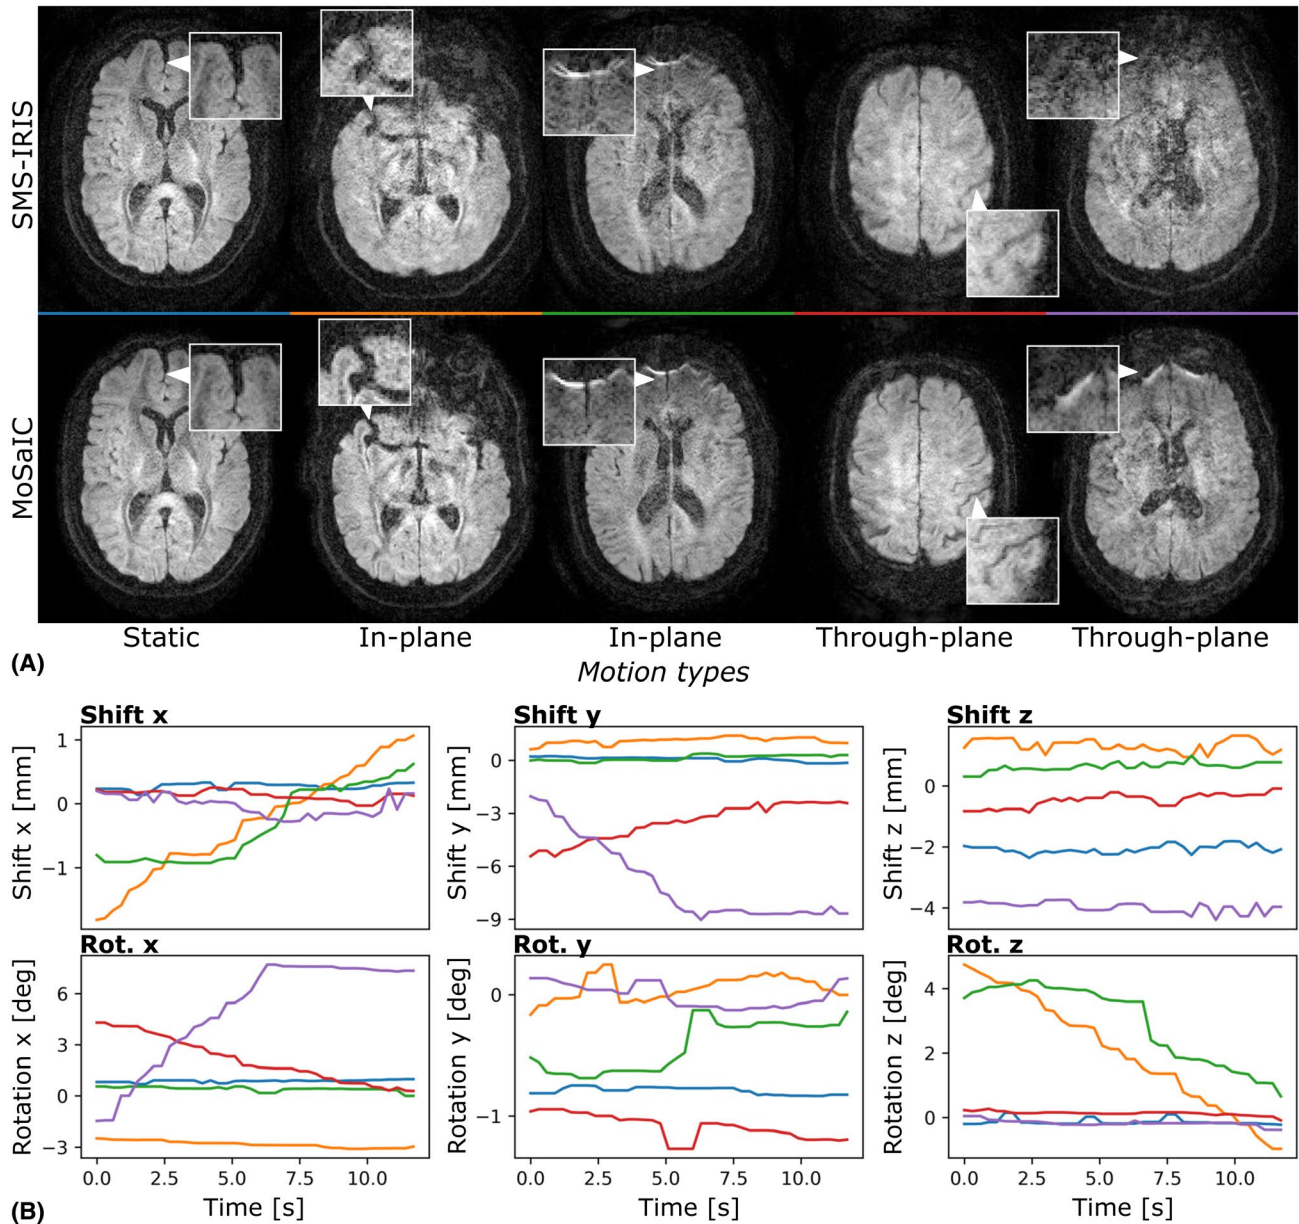 SMS-IRIS
MoSaIC
Static In-plane In-plane Through-plane Through-plane
(A)
Motion types
Shift x Shift y Shift z
Shift x [mm]
1
0
−1
Shift y [mm]
0
−3
−6
−9
Shift z [mm]
0
−2
−4
Rot. x Rot. y Rot. z
Rotation x [deg]
6
3
0
−3
Rotation y [deg]
0
−1
Rotation z [deg]
4
2
0
0.0 2.5 5.0 7.5 10.0
0.0 2.5 5.0 7.5 10.0
0.0 2.5 5.0 7.5 10.0
Time [s] Time [s] Time [s]
(B)